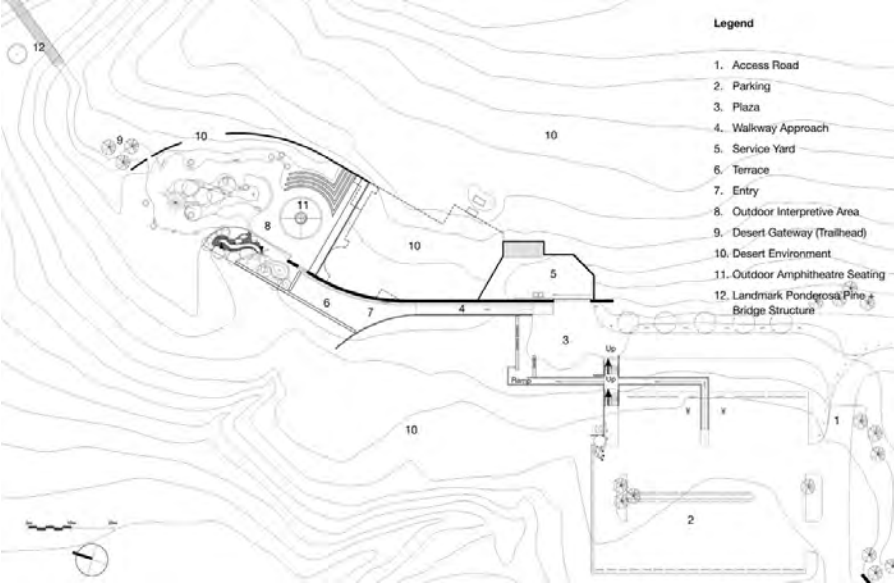 Legend
1. Access Road
2. Parking
3. Plaza
4. Walkway Approach
5. Service Yard
6. Terrace
7. Entry
8. Outdoor Interpretive Area
9. Desert Gateway (Trailhead)
10. Desert Environment
11. Outdoor Amphitheatre Seating
12. Landmark Ponderosa Pine +
Bridge Structure
12
9
10
10
11
8
10
5
6
7
4
3
Up
Up
Ramp
10
1
2